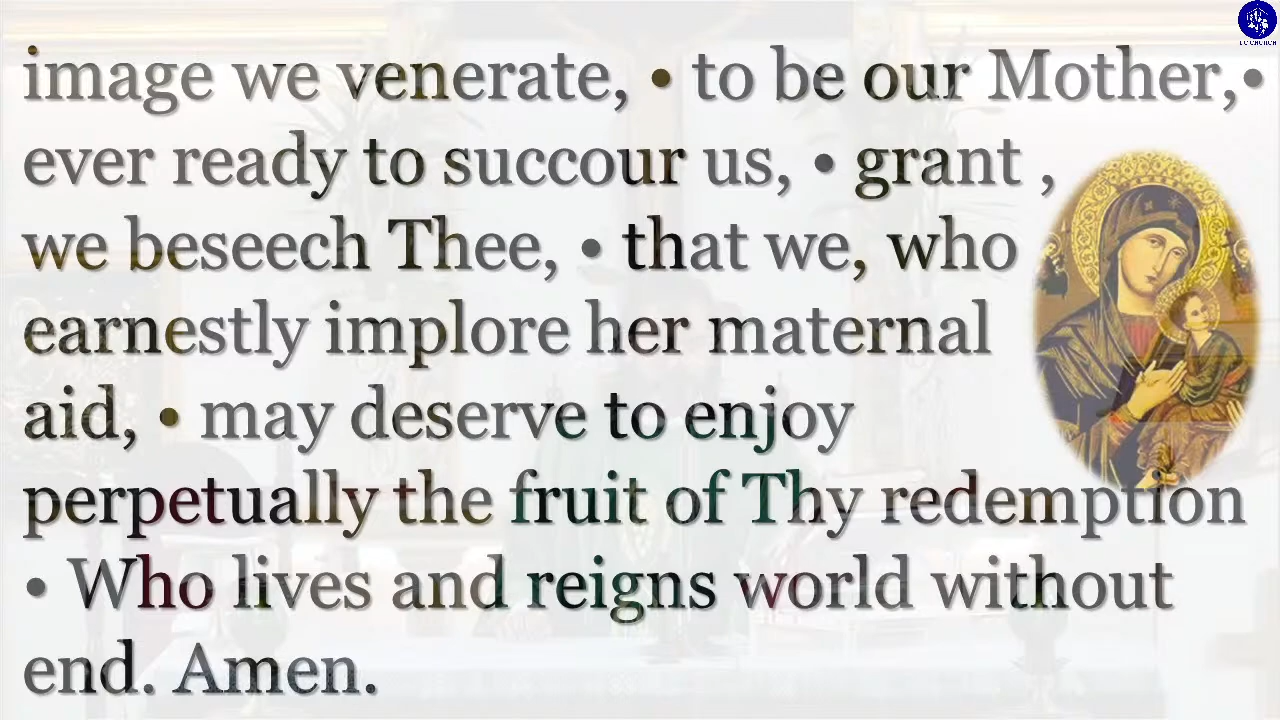 image we venerate, • to be our Mother,•
ever ready to succour us, • grant ,
we beseech Thee, • that we, who
earnestly implore her maternal
aid, • may deserve to enjoy
perpetually the fruit of Thy redemption
• Who lives and reigns world without
end. Amen.